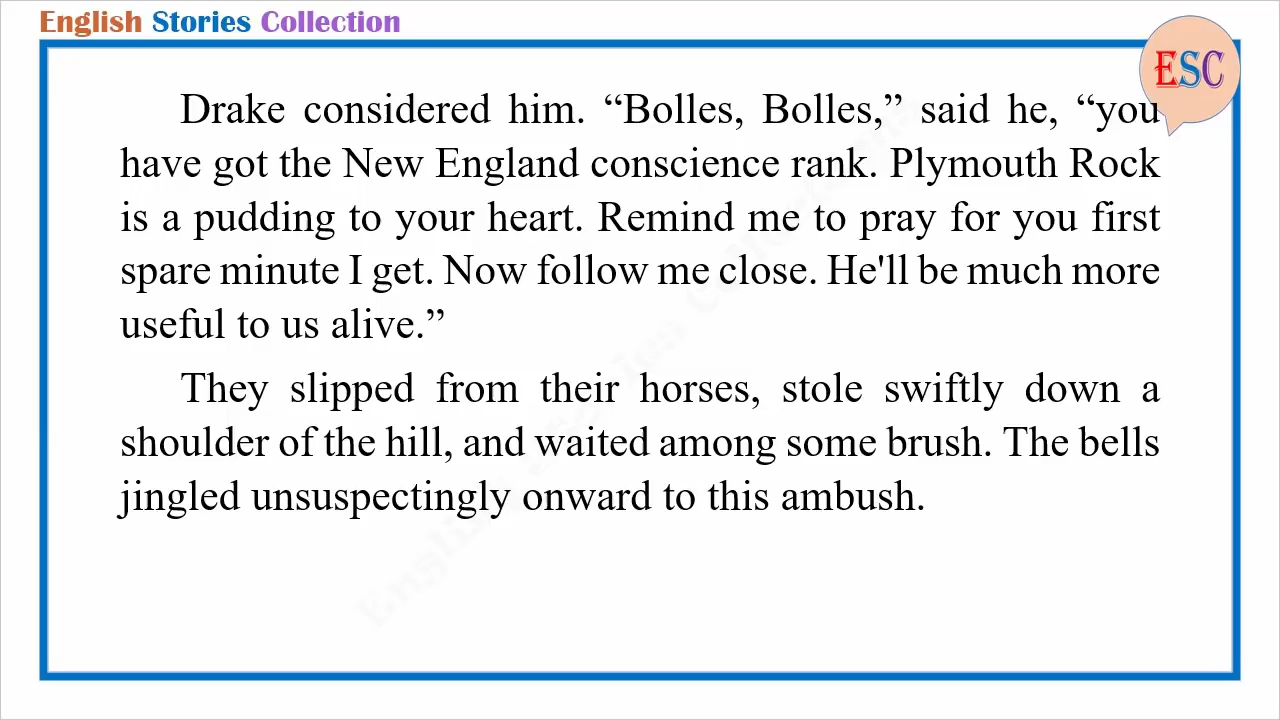 English Stories Collection
ESC
Drake considered him. “Bolles, Bolles,” said he, “you
have got the New England conscience rank. Plymouth Rock
is a pudding to your heart. Remind me to pray for you first
spare minute I get. Now follow me close. He'll be much more
useful to us alive.”
They slipped from their horses, stole swiftly down a
shoulder of the hill, and waited among some brush. The bells
jingled unsuspectingly onward to this ambush.
English Stories Collection